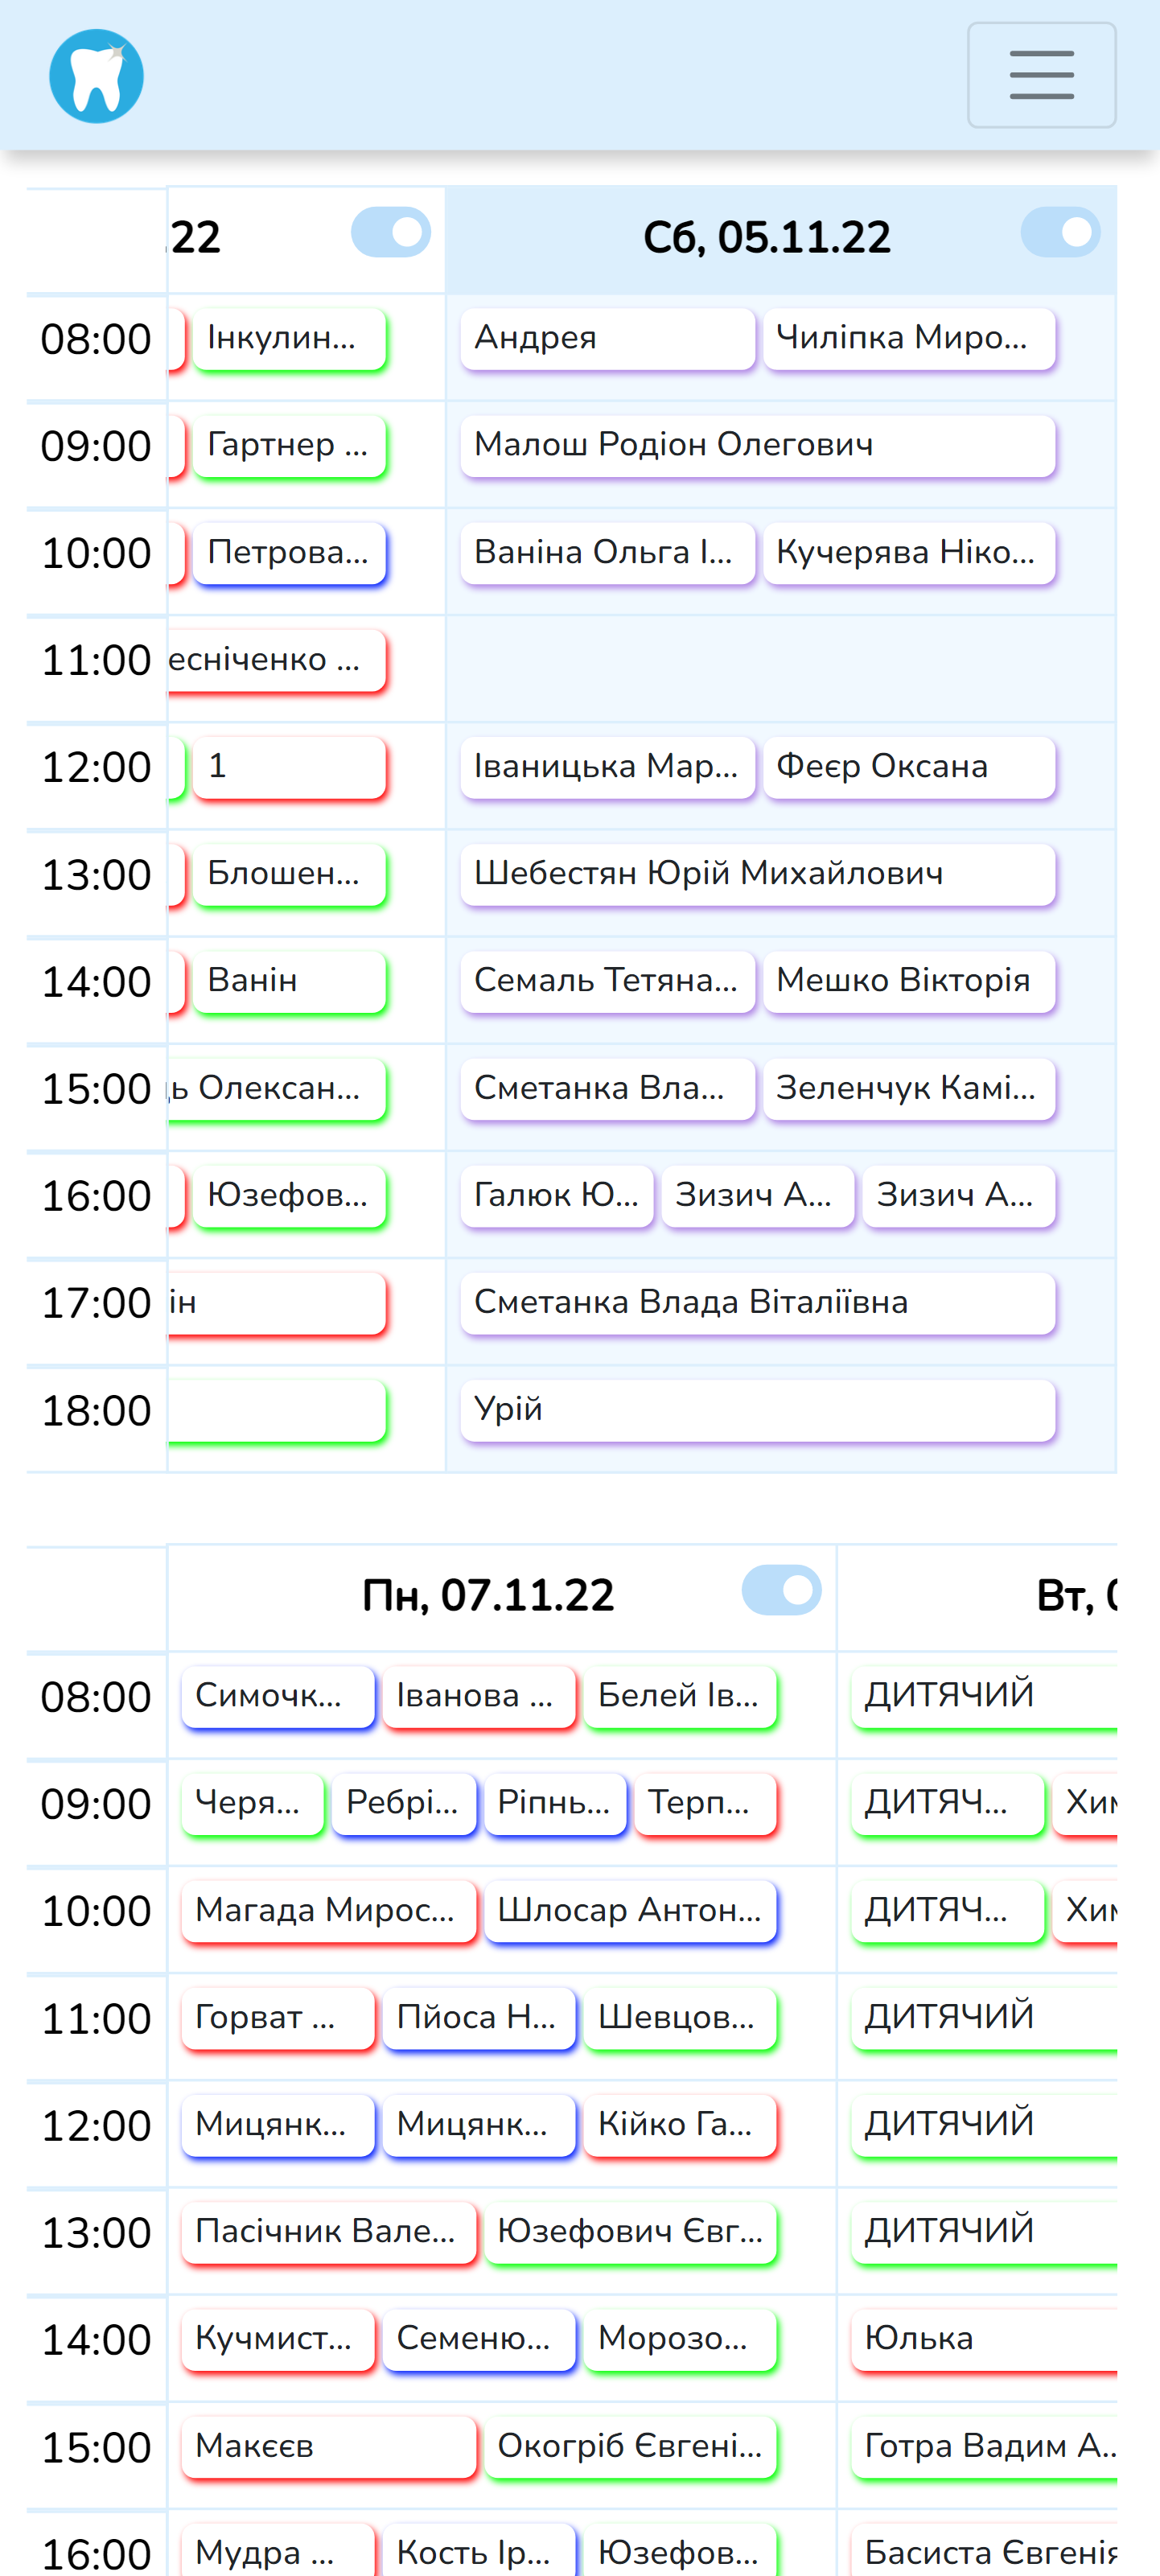 .22 Сб, 05.11.22
08:00 Інкулин... Андрея Чиліпка Миро...
09:00 Гартнер ... Малош Родіон Олегович
10:00 Петрова... Ваніна Ольга І... Кучерява Ніко...
11:00 есніченко ...
12:00 1 Іваницька Мар... Феєр Оксана
13:00 Блошен... Шебестян Юрій Михайлович
14:00 Ванін Семаль Тетяна... Мешко Вікторія
15:00 ь Олексан... Сметанка Вла... Зеленчук Камі...
16:00 Юзефов... Галюк Ю... Зизич А... Зизич А...
17:00 ін Сметанка Влада Віталіївна
18:00 Урій
Пн, 07.11.22 Вт,
08:00 Симочк... Іванова ... Белей Ів... ДИТЯЧИЙ
09:00 Черя... Ребрі... Ріпнь... Терп... ДИТЯЧ... Хи
10:00 Магада Мирос... Шлосар Антон... ДИТЯЧ... Хи
11:00 Горват ... Пйоса Н... Шевцов... ДИТЯЧИЙ
12:00 Мицянк... Мицянк... Кійко Га... ДИТЯЧИЙ
13:00 Пасічник Вале... Юзефович Євг... ДИТЯЧИЙ
14:00 Кучмист... Семеню... Морозо... Юлька
15:00 Макєєв Окогріб Євгені... Готра Вадим А..
16:00 Мудра ... Кость Ір... Юзефов... Басиста Євгенія